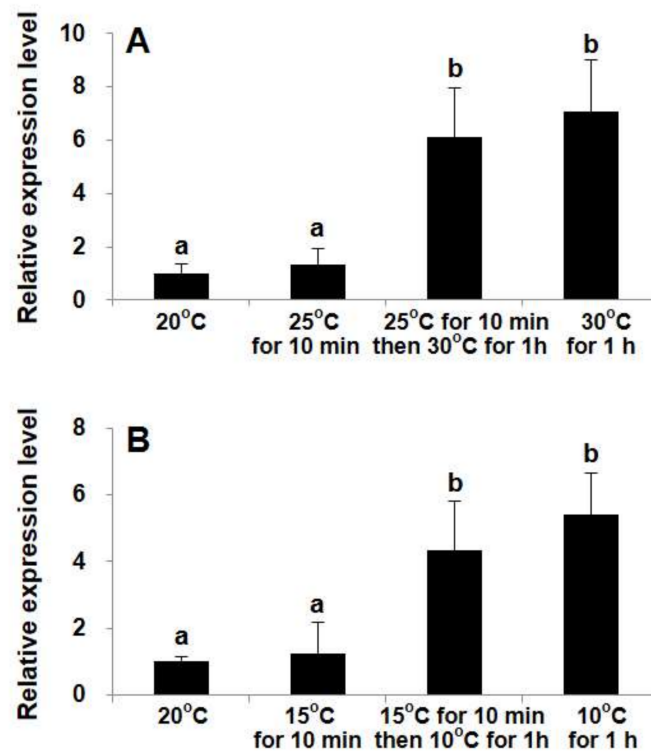 A
Relative expression level
10
8
6
4
2
0
a
a
b
b
20°C
25°C
for 10 min
25°C for 10 min
then 30°C for 1h
30°C
for 1 h
B
Relative expression level
8
6
4
2
0
a
a
b
b
20°C
15°C
for 10 min
15°C for 10 min
then 10°C for 1h
10°C
for 1 h